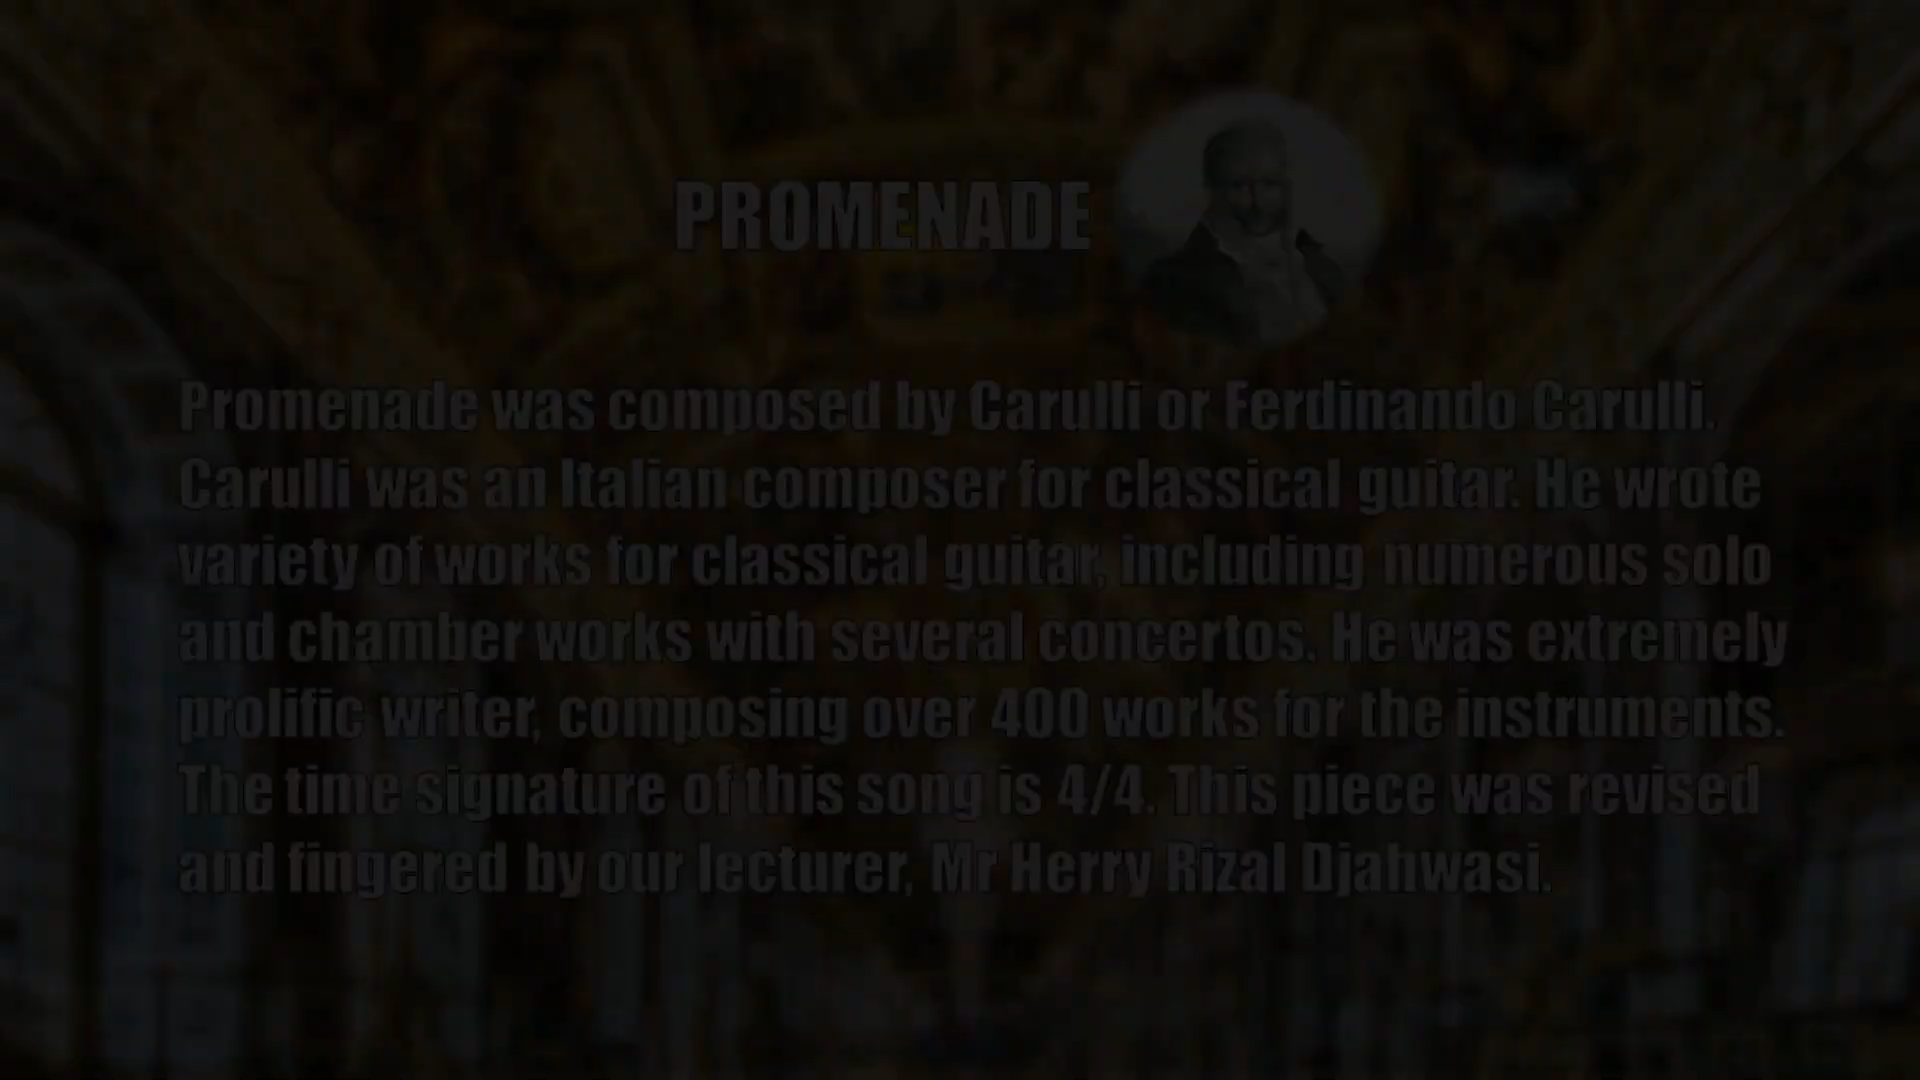 PROMENADE
Promenade was composed by Carulli or Ferdinando Carulli.
Carulli was an Italian composer for classical guitar. He wrote
variety of works for classical guitar, including numerous solo
and chamber works with several concertos. He was extremely
prolific writer, composing over 400 works for the instruments.
The time signature of this song is 4/4. This piece was revised
and fingered by our lecturer, Mr Herry Rizal Djahwasi.